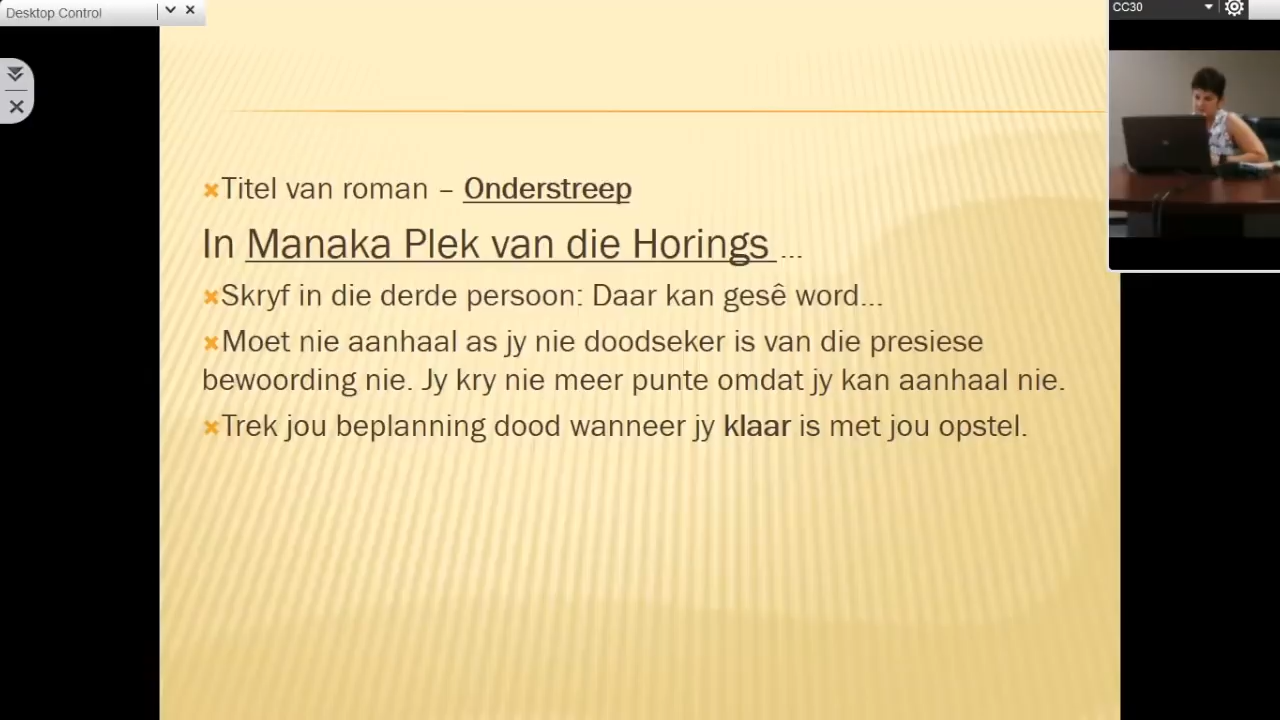 Desktop Control
CC30
Titel van roman – Onderstreep
In Manaka Plek van die Horings ...
Skryf in die derde persoon: Daar kan gesê word...
Moet nie aanhaal as jy nie doodseker is van die presiese
bewoording nie. Jy kry nie meer punte omdat jy kan aanhaal nie.
Trek jou beplanning dood wanneer jy klaar is met jou opstel.